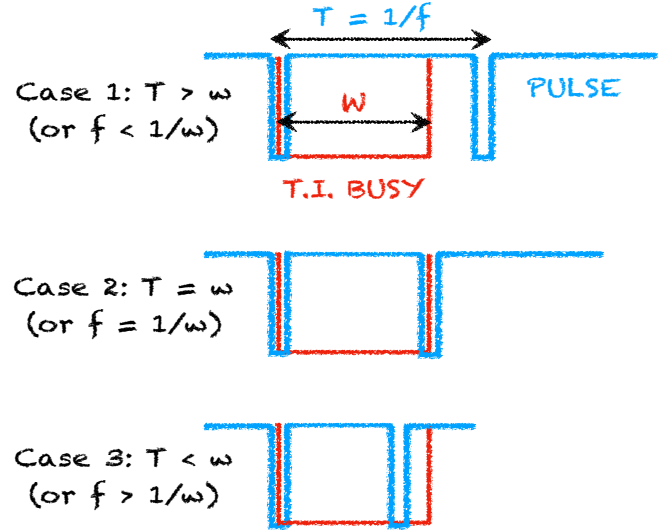 T = 1/f
Case 1: T > w
(or f < 1/w)
PULSE
W
T.I. BUSY
Case 2: T = w
(or f = 1/w)
Case 3: T < w
(or f > 1/w)